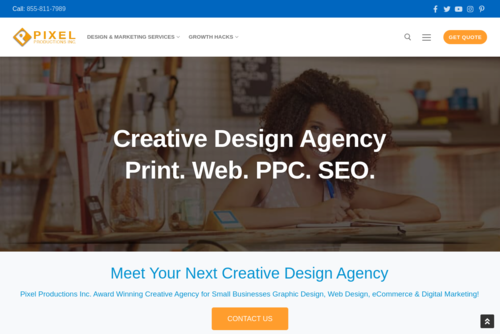 Call: 855-811-7989
PIXEL
PRODUCTIONS INC.
DESIGN & MARKETING SERVICES
GROWTH HACKS
GET QUOTE
Creative Design Agency
Print. Web. PPC. SEO.
Meet Your Next Creative Design Agency
Pixel Productions Inc. Award Winning Creative Agency for Small Businesses Graphic Design, Web Design, eCommerce & Digital Marketing!
CONTACT US